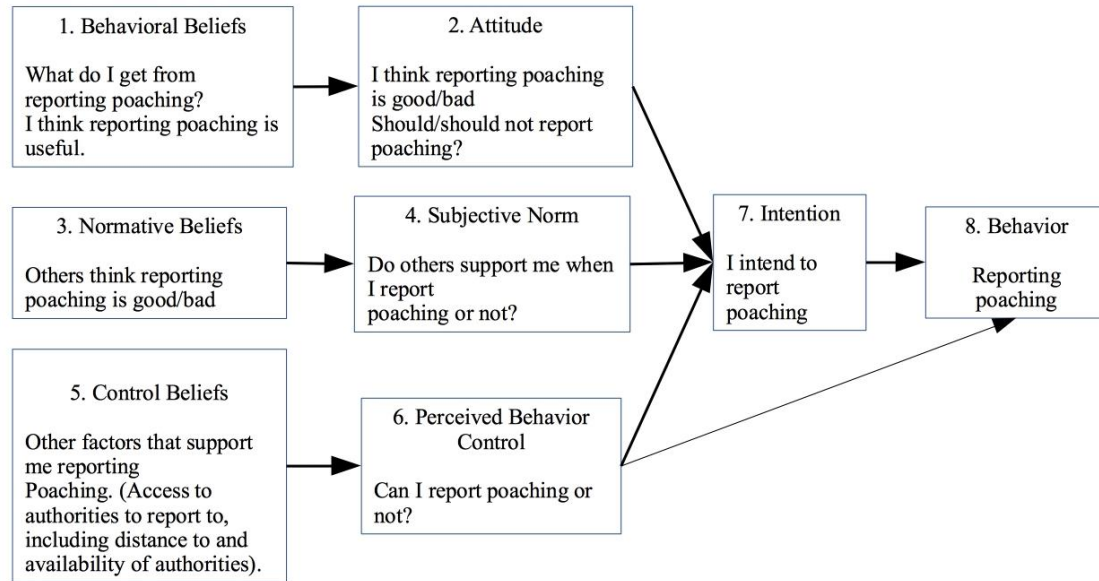 1. Behavioral Beliefs
What do I get from
reporting poaching?
I think reporting poaching is
useful.
2. Attitude
I think reporting poaching
is good/bad
Should/should not report
poaching?
3. Normative Beliefs
Others think reporting
poaching is good/bad
4. Subjective Norm
Do others support me when
I report
poaching or not?
5. Control Beliefs
Other factors that support
me reporting
Poaching. (Access to
authorities to report to,
including distance to and
availability of authorities).
6. Perceived Behavior
Control
Can I report poaching or
not?
7. Intention
I intend to
report
poaching
8. Behavior
Reporting
poaching